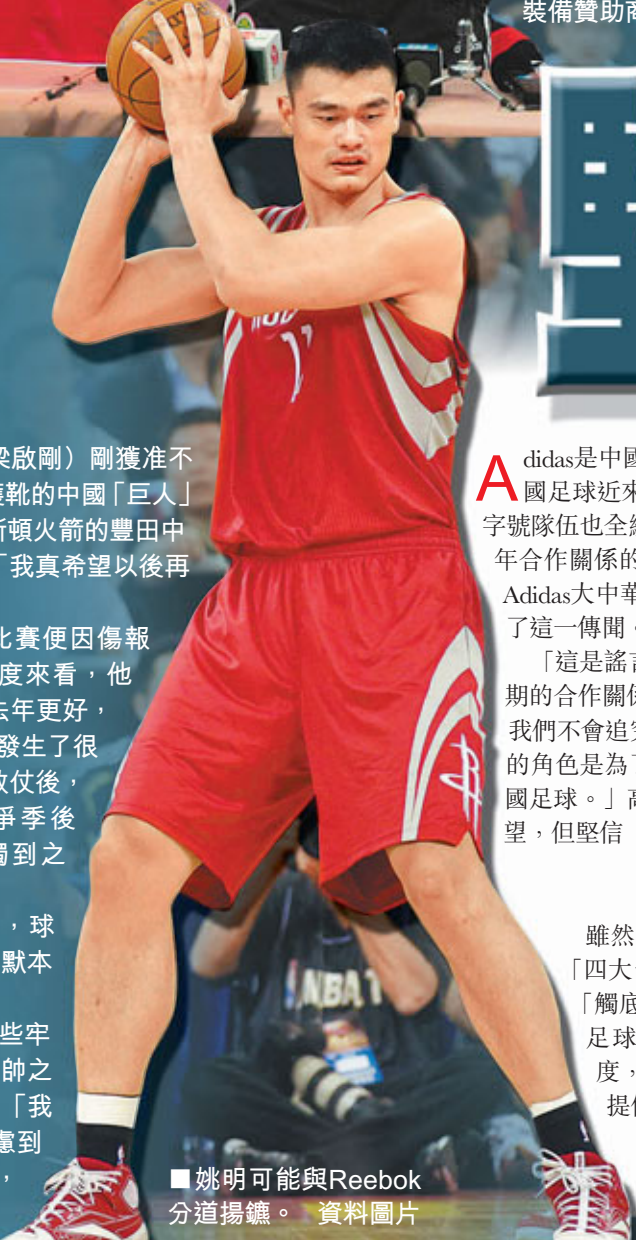 裝備贊助商
梁啟剛）剛獲准不
護靴的中國「巨人」
斯頓火箭的豐田中
「我真希望以後再
比賽便因傷報
度來看，他
去年更好，
發生了很
敗仗後，
爭季後
觸到之
，球
默本
些牢
帥之
「我
慮到
，
Adidas是中國
國足球近來
字號隊伍也全線
年合作關係的
Adidas大中華
了這一傳聞。
「這是謠言
期的合作關係
我們不會追究
的角色是為了
國足球。」高
望，但堅信
雖然
「四大
「觸底
足球
度，
提供
NBA
■姚明可能與Reebok
分道揚鑣。 資料圖片